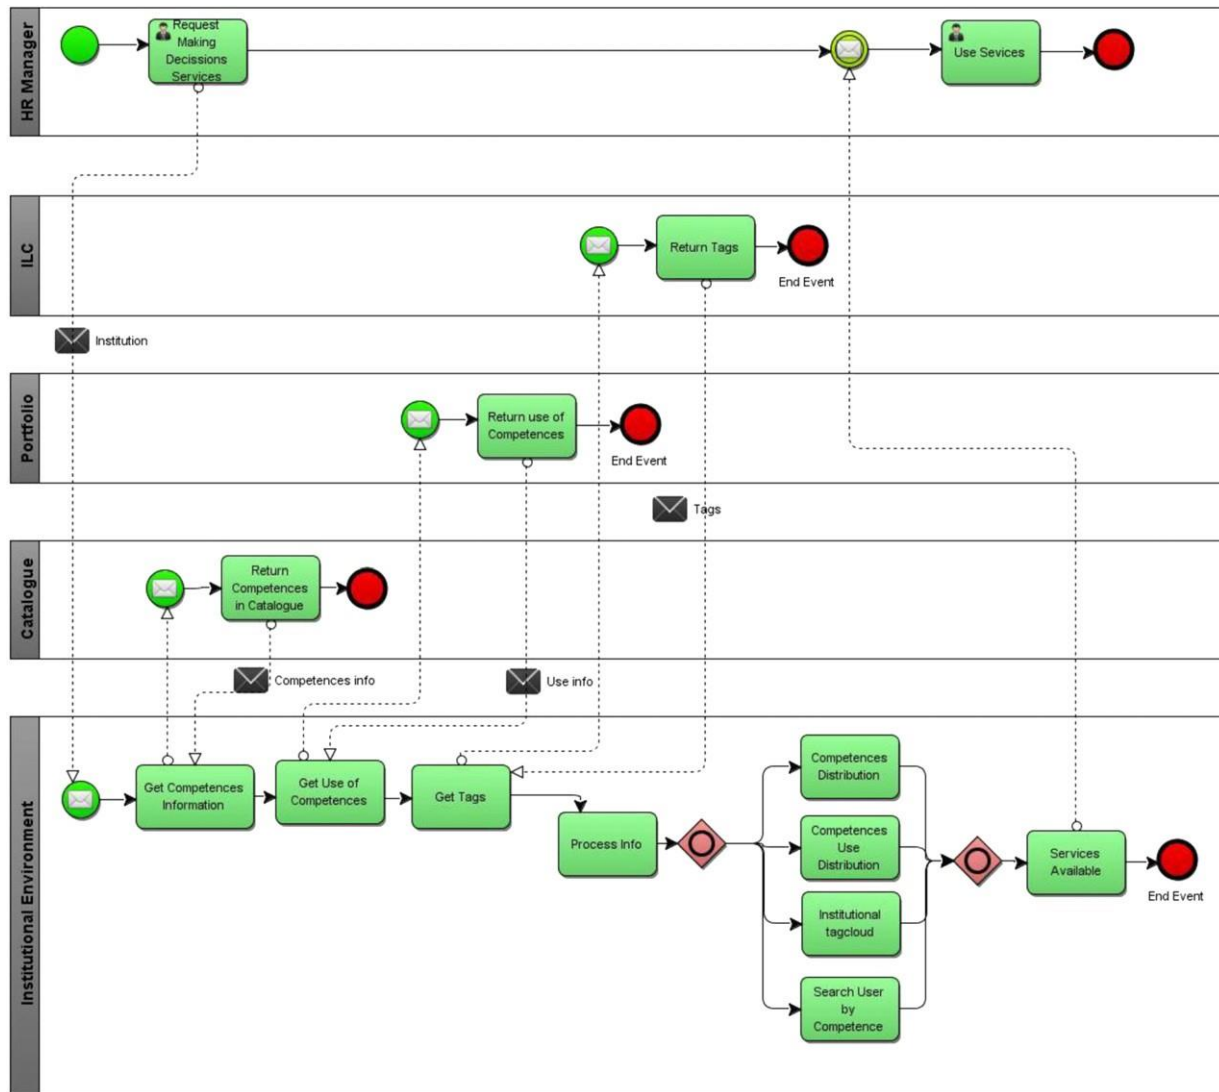 HR Manager
Request
Making
Decissions
Services
Use Sevices
ILC
Return Tags
End Event
Institution
Portfolio
Return use of
Competences
End Event
Tags
Catalogue
Return
Competences
in Catalogue
Competences info
Use info
Institutional Environment
Get Competences
Information
Get Use of
Competences
Get Tags
Process Info
Competences
Distribution
Competences
Use
Distribution
Institutional
tagcloud
Search User
by
Competence
Services
Available
End Event